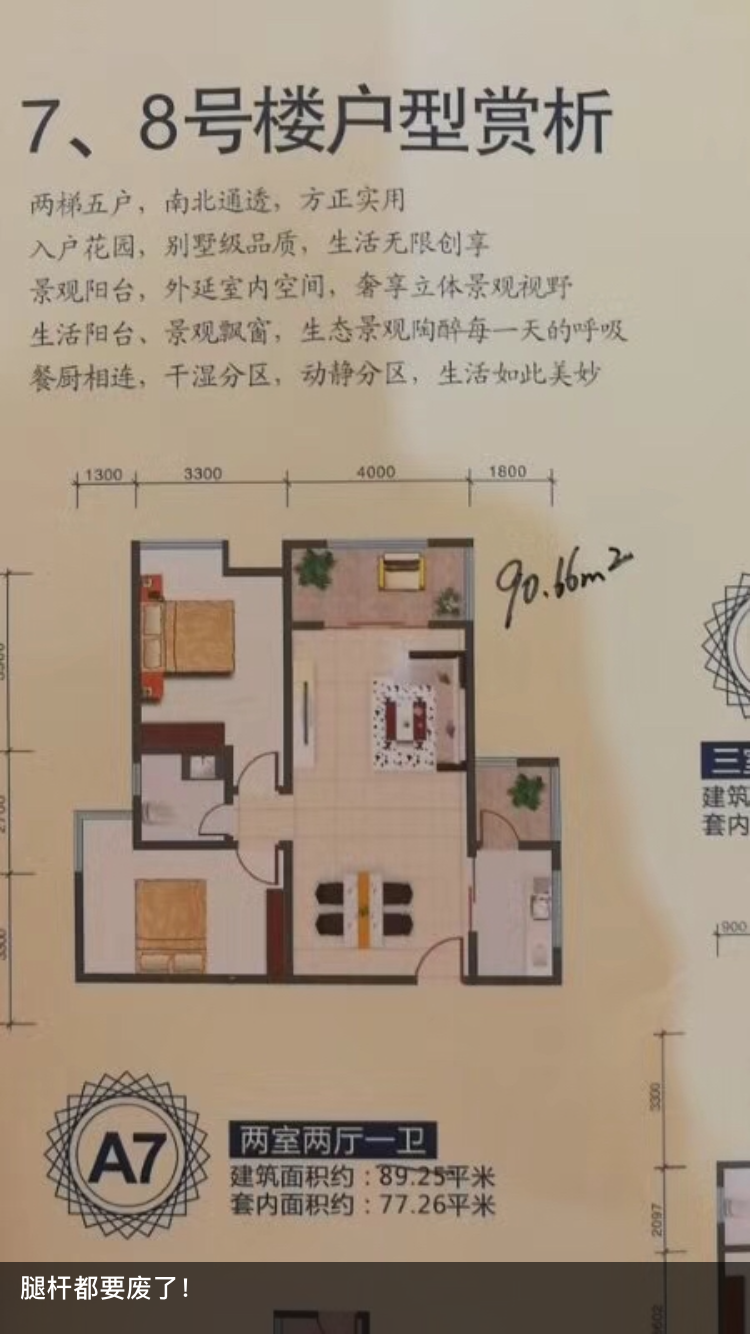 7、8号楼户型赏析
两梯五户，南北通透，方正实用
入户花园，别墅级品质，生活无限创享
景观阳台，外延室内空间，奢享立体景观视野
生活阳台、景观飘窗，生态景观陶醉每一天的呼吸
餐厨相连，干湿分区，动静分区，生活如此美妙
1300 3300 4000 1800
90.66m²
三室
建筑
套内
900
A7
两室两厅一卫
建筑面积约：89.25平米
套内面积约：77.26平米
3300
2097
腿杆都要废了！